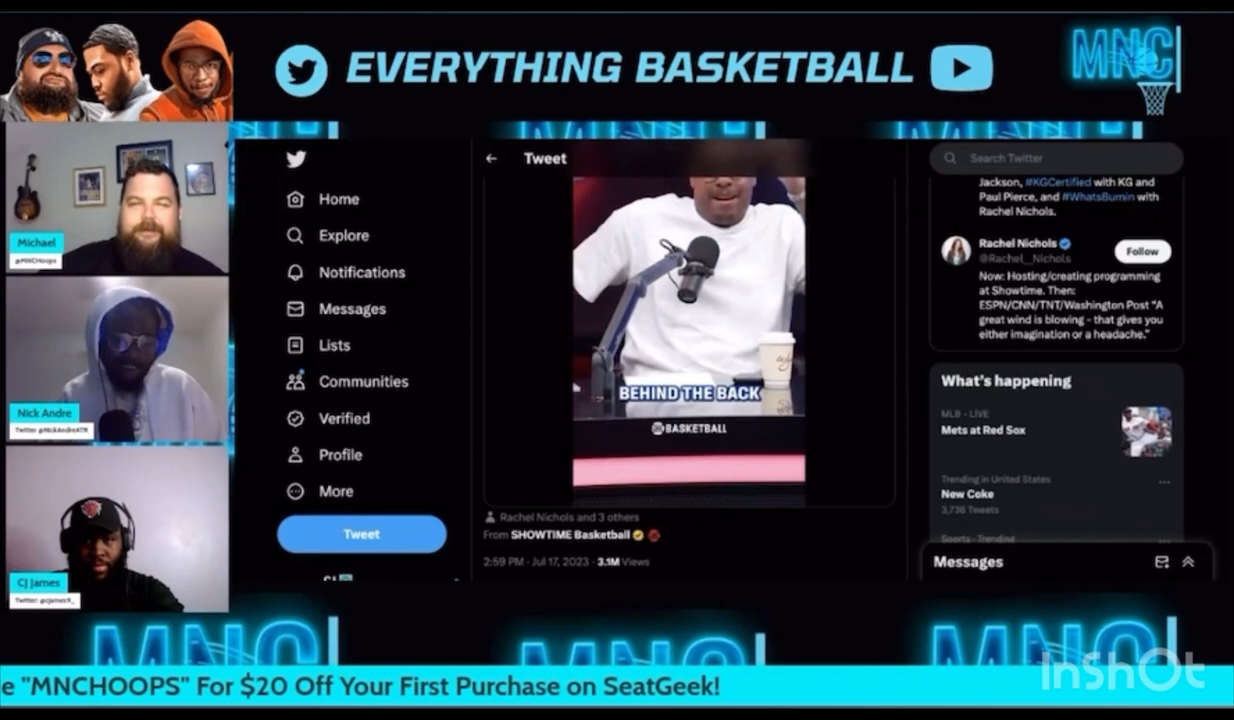 EVERYTHING BASKETBALL
MNC
Michael
@MNCHoops
Nick Andre
Twitter @NickAndreATR
CJ James
Twitter: @cjames9_
Home
Explore
Notifications
Messages
Lists
Communities
Verified
Profile
More
Tweet
Tweet
BEHIND THE BACK
BASKETBALL
Rachel Nichols and 3 others
From SHOWTIME Basketball
2:59 PM · Jul 17, 2023 · 3.1M Views
Search Twitter
Jackson, #KGCertified with KG and
Paul Pierce, and #WhatsBurnin with
Rachel Nichols.
Rachel Nichols
@Rachel__Nichols
Follow
Now: Hosting/creating programming
at Showtime. Then:
ESPN/CNN/TNT/Washington Post "A
great wind is blowing - that gives you
either imagination or a headache."
What's happening
MLB · LIVE
Mets at Red Sox
Trending in United States
New Coke
3,736 Tweets
Sports · Trending
Messages
MNC
MNC
MNC
e "MNCHOOPS" For $20 Off Your First Purchase on SeatGeek!
InShOt